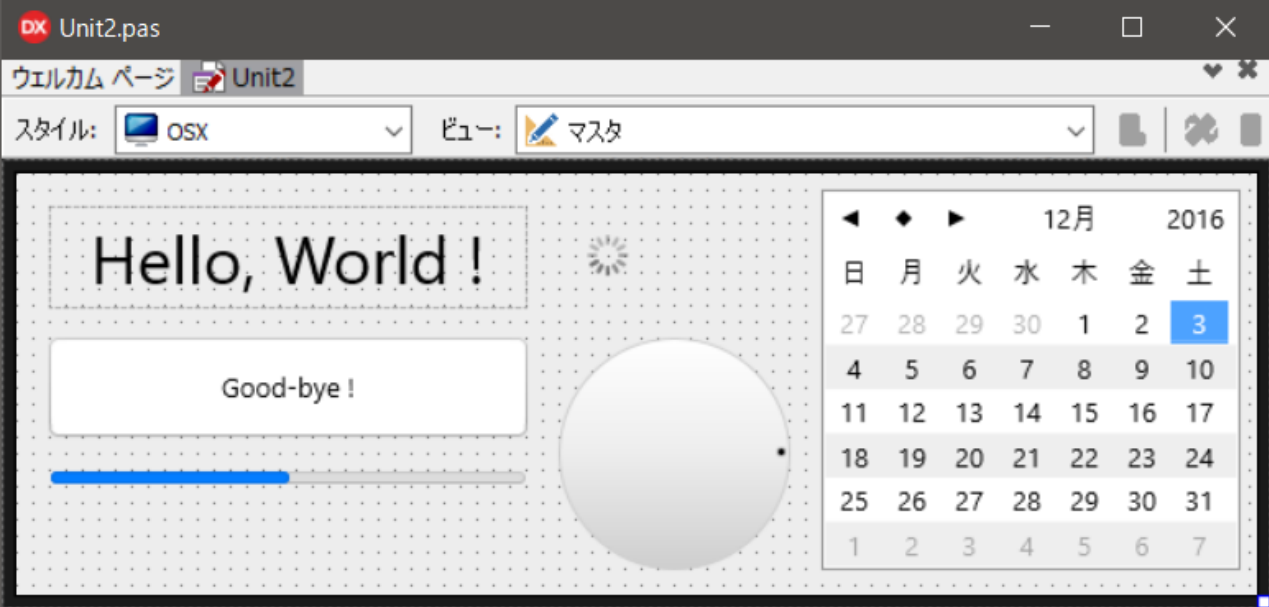 DX Unit2.pas
ウェルカム ページ Unit2
スタイル: OSX ビュー: マスタ
Hello, World !
Good-bye !
12月 2016
日 月 火 水 木 金 土
27 28 29 30 1 2 3
4 5 6 7 8 9 10
11 12 13 14 15 16 17
18 19 20 21 22 23 24
25 26 27 28 29 30 31
1 2 3 4 5 6 7